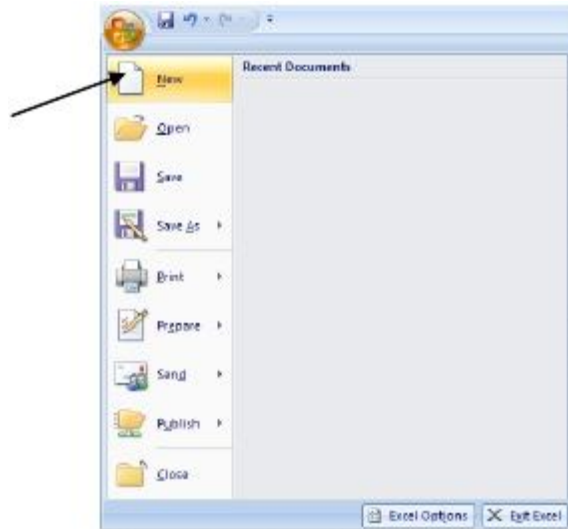 Recent Documents
New
Open
Save
Save As
Print
Prepare
Send
Publish
Close
Excel Options
Exit Excel